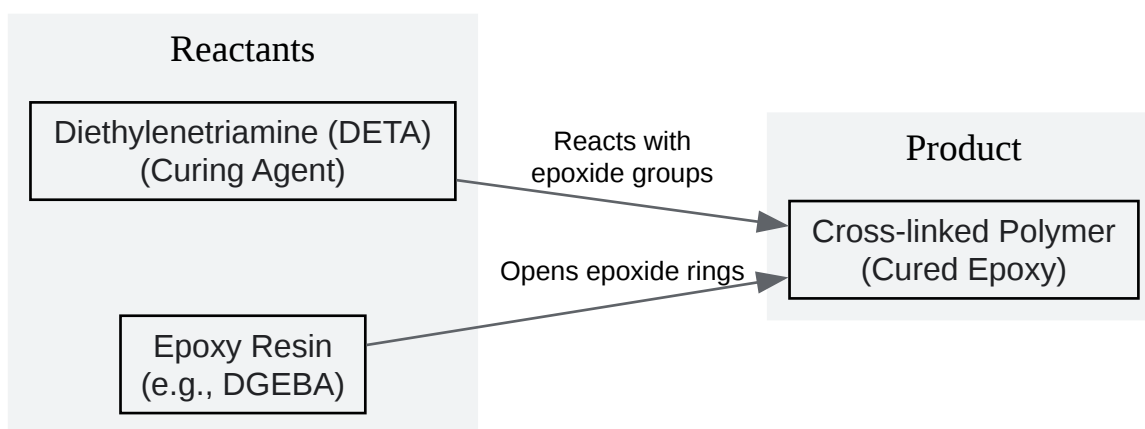 Reactants
Diethylenetriamine (DETA)
(Curing Agent)
Reacts with
epoxide groups
Product
Cross-linked Polymer
(Cured Epoxy)
Opens epoxide rings
Epoxy Resin
(e.g., DGEBA)